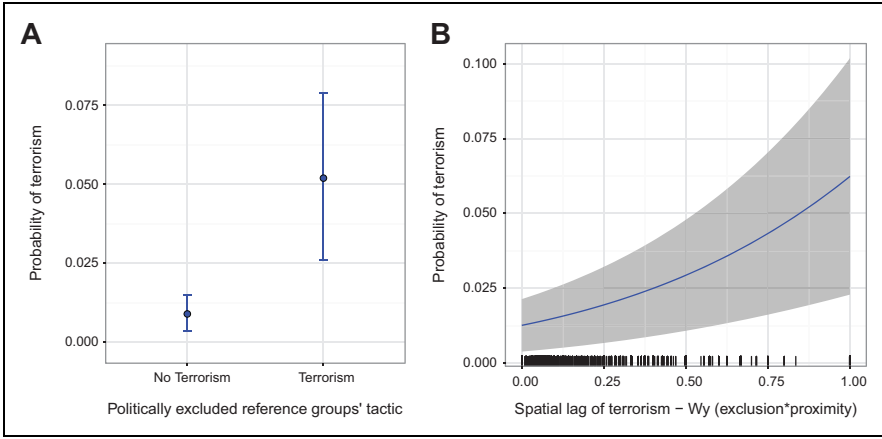 A
Probability of terrorism
0.075
0.050
0.025
0.000
No Terrorism
Terrorism
Politically excluded reference groups' tactic
B
Probability of terrorism
0.100
0.075
0.050
0.025
0.000
0.00
0.25
0.50
0.75
1.00
Spatial lag of terrorism − Wy (exclusion*proximity)